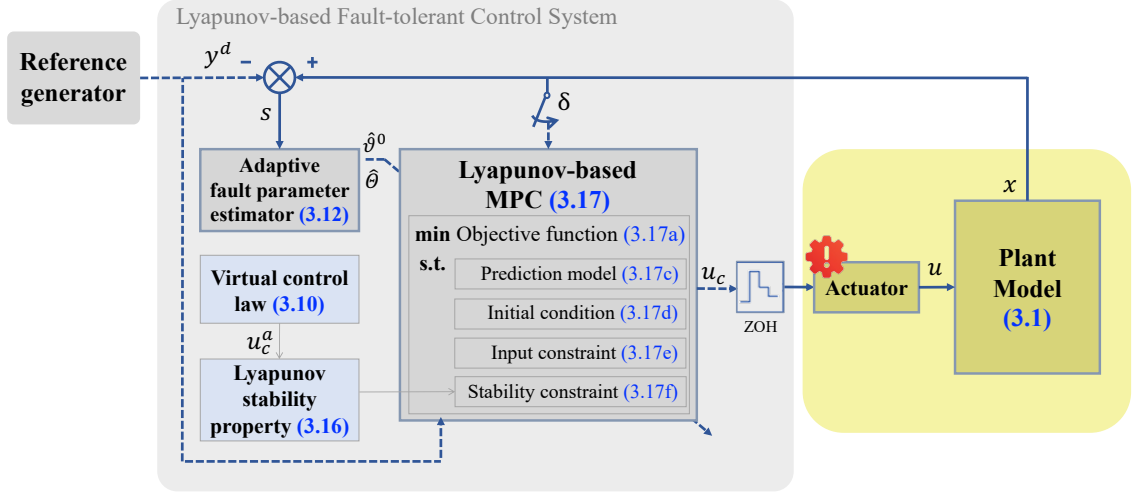 Lyapunov-based Fault-tolerant Control System
Reference
generator
y^d
−
+
s
δ
Adaptive
fault parameter
estimator (3.12)
ϑ̂⁰
Θ̂
Lyapunov-based
MPC (3.17)
min Objective function (3.17a)
s.t.
Prediction model (3.17c)
Initial condition (3.17d)
Input constraint (3.17e)
Stability constraint (3.17f)
Virtual control
law (3.10)
u_c^a
Lyapunov
stability
property (3.16)
u_c
ZOH
!
Actuator
u
x
Plant
Model
(3.1)